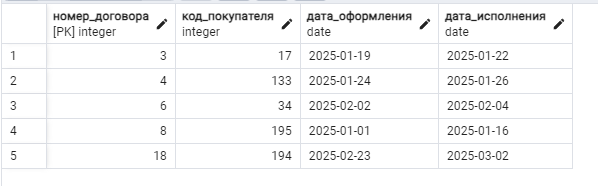 номер_договора код_покупателя дата_оформления дата_исполнения
[PK] integer integer date date
1 3 17 2025-01-19 2025-01-22
2 4 133 2025-01-24 2025-01-26
3 6 34 2025-02-02 2025-02-04
4 8 195 2025-01-01 2025-01-16
5 18 194 2025-02-23 2025-03-02